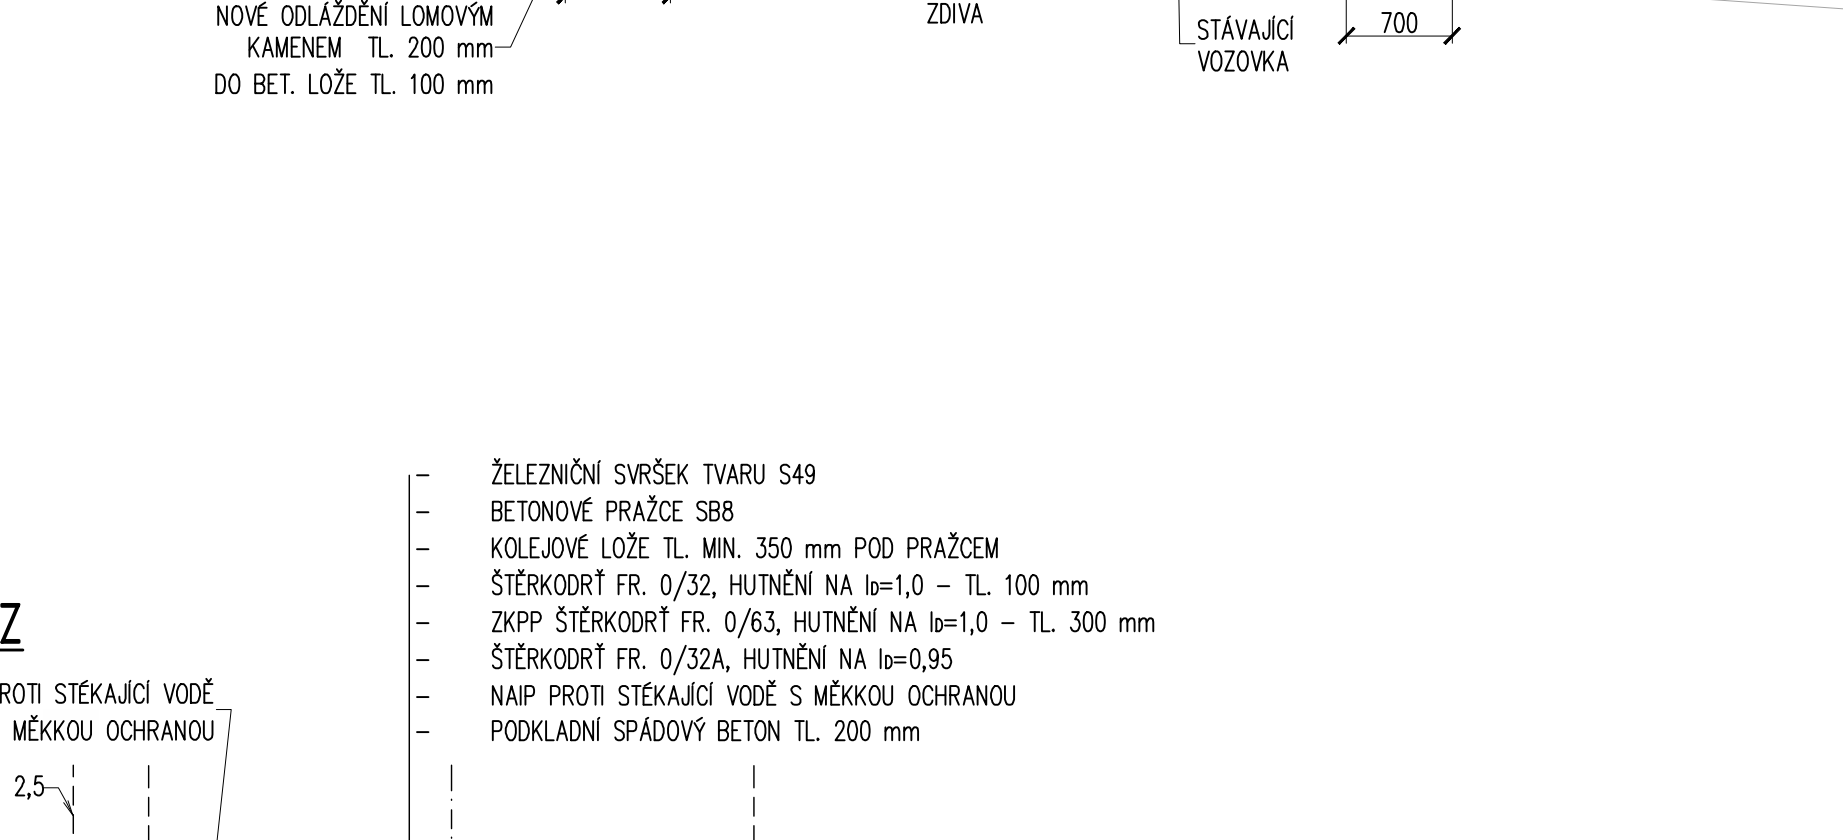 NOVÉ ODLÁŽDĚNÍ LOMOVÝM
KAMENEM TL. 200 mm
DO BET. LOŽE TL. 100 mm
ZDIVA
STÁVAJÍCÍ
VOZOVKA
700
ŽELEZNIČNÍ SVRŠEK TVARU S49
BETONOVÉ PRAŽCE SB8
KOLEJOVÉ LOŽE TL. MIN. 350 mm POD PRAŽCEM
ŠTĚRKODRŤ FR. 0/32, HUTNĚNÍ NA ID=1,0 – TL. 100 mm
ZKPP ŠTĚRKODRŤ FR. 0/63, HUTNĚNÍ NA ID=1,0 – TL. 300 mm
ŠTĚRKODRŤ FR. 0/32A, HUTNĚNÍ NA ID=0,95
NAIP PROTI STÉKAJÍCÍ VODĚ S MĚKKOU OCHRANOU
PODKLADNÍ SPÁDOVÝ BETON TL. 200 mm
Z
ROTI STÉKAJÍCÍ VODĚ
MĚKKOU OCHRANOU
2,5